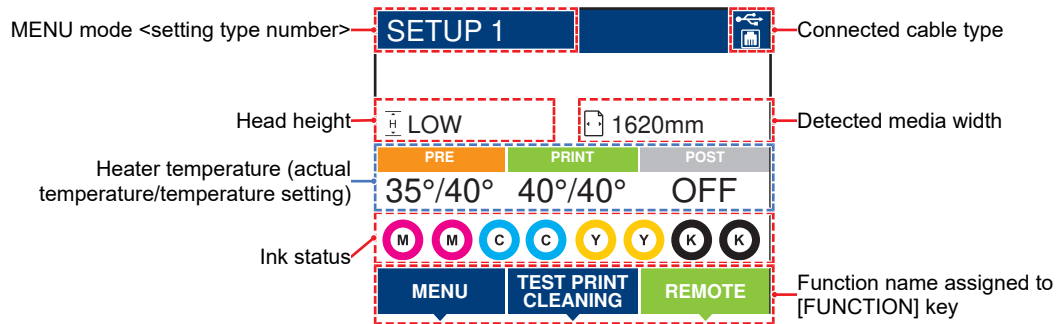 MENU mode <setting type number>
SETUP 1
Connected cable type
Head height
H LOW
1620mm
Detected media width
Heater temperature (actual
temperature/temperature setting)
PRE
PRINT
POST
35°/40°
40°/40°
OFF
Ink status
M M C C Y Y K K
MENU
TEST PRINT
CLEANING
REMOTE
Function name assigned to
[FUNCTION] key